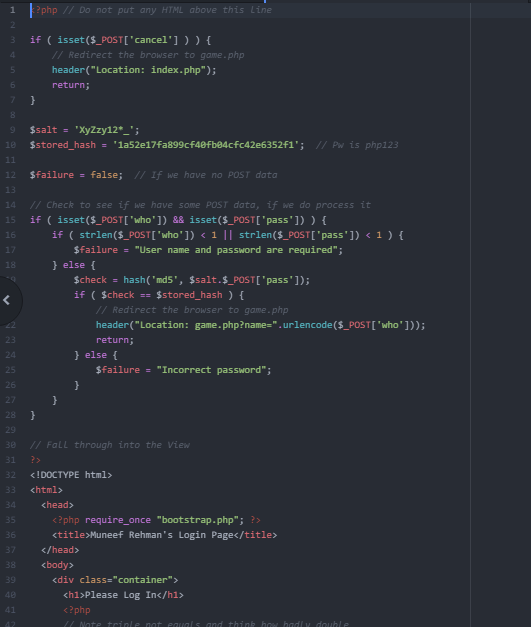 1 <?php // Do not put any HTML above this line
2
3 if ( isset($_POST['cancel'] ) ) {
4 // Redirect the browser to game.php
5 header("Location: index.php");
6 return;
7 }
8
9 $salt = 'XyZzy12*_';
10 $stored_hash = '1a52e17fa899cf40fb04cfc42e6352f1'; // Pw is php123
11
12 $failure = false; // If we have no POST data
13
14 // Check to see if we have some POST data, if we do process it
15 if ( isset($_POST['who']) && isset($_POST['pass']) ) {
16 if ( strlen($_POST['who']) < 1 || strlen($_POST['pass']) < 1 ) {
17 $failure = "User name and password are required";
18 } else {
$check = hash('md5', $salt.$_POST['pass']);
if ( $check == $stored_hash ) {
// Redirect the browser to game.php
22 header("Location: game.php?name=".urlencode($_POST['who']));
23 return;
24 } else {
25 $failure = "Incorrect password";
26 }
27 }
28 }
29
30 // Fall through into the View
31 ?>
32 <!DOCTYPE html>
33 <html>
34 <head>
35 <?php require_once "bootstrap.php"; ?>
36 <title>Muneef Rehman's Login Page</title>
37 </head>
38 <body>
39 <div class="container">
40 <h1>Please Log In</h1>
41 <?php
42 // Note triple not equals and think how badly double